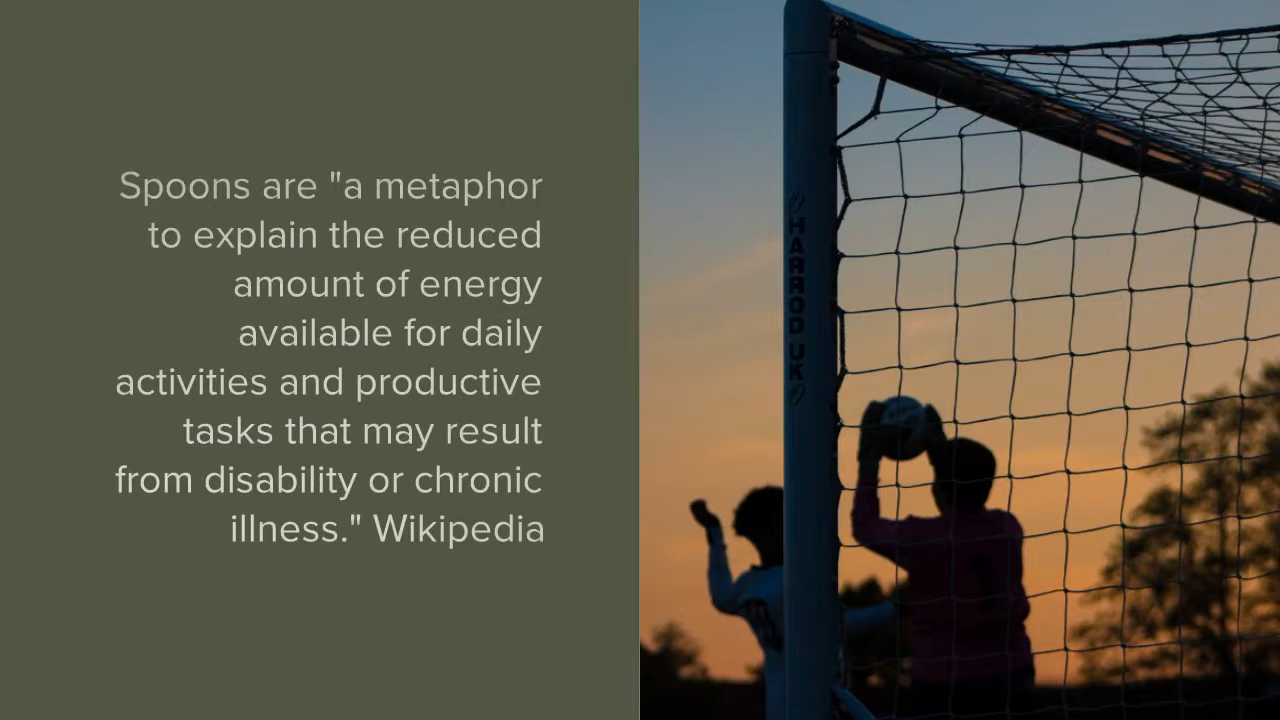 Spoons are "a metaphor
to explain the reduced
amount of energy
available for daily
activities and productive
tasks that may result
from disability or chronic
illness." Wikipedia
HARROD UK